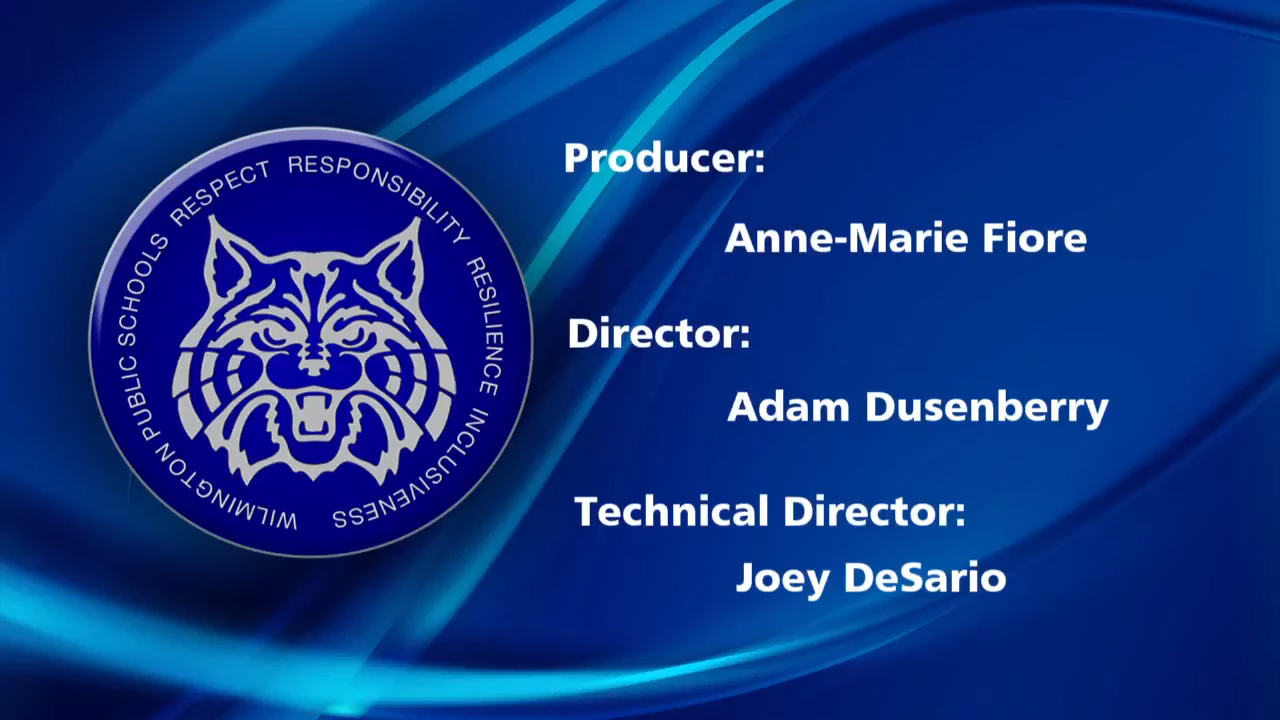 WILMINGTON PUBLIC SCHOOLS RESPECT RESPONSIBILITY RESILIENCE INCLUSIVENESS
Producer:
Anne-Marie Fiore
Director:
Adam Dusenberry
Technical Director:
Joey DeSario